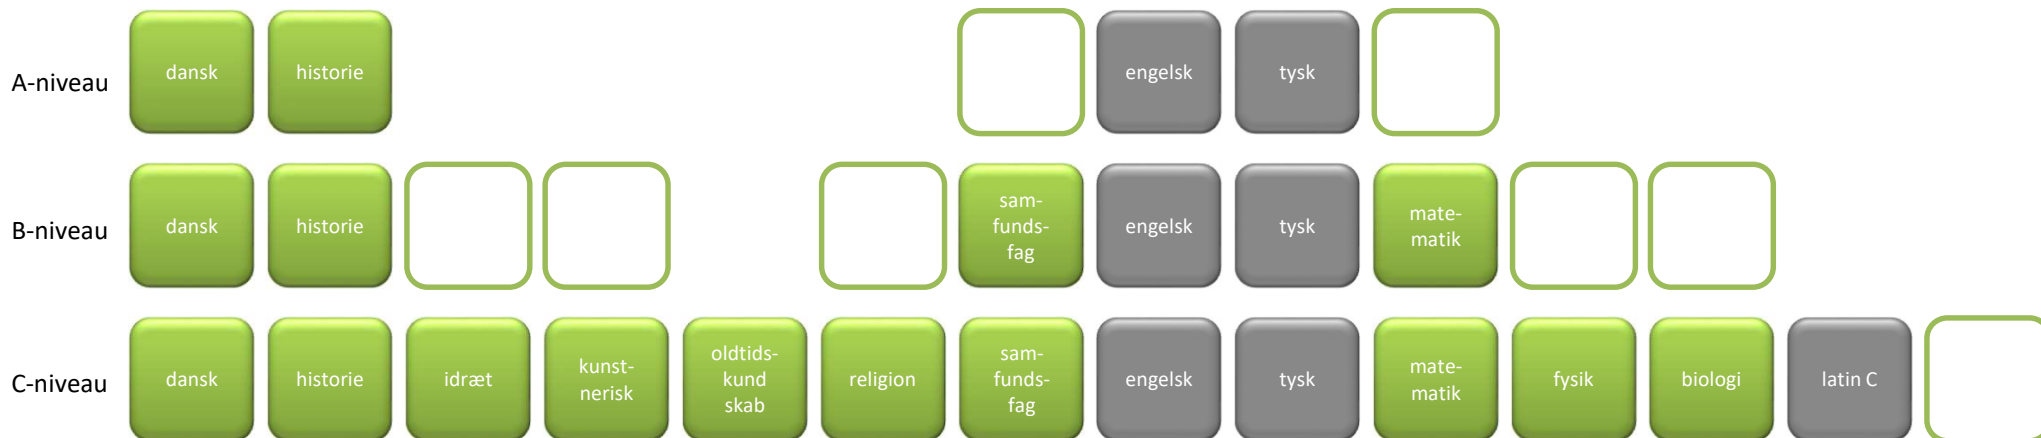 A-niveau
dansk
historie
engelsk
tysk
B-niveau
dansk
historie
sam-
funds-
fag
engelsk
tysk
mate-
matik
C-niveau
dansk
historie
idræt
kunst-
nerisk
oldtids-
kund
skab
religion
sam-
funds-
fag
engelsk
tysk
mate-
matik
fysik
biologi
latin C